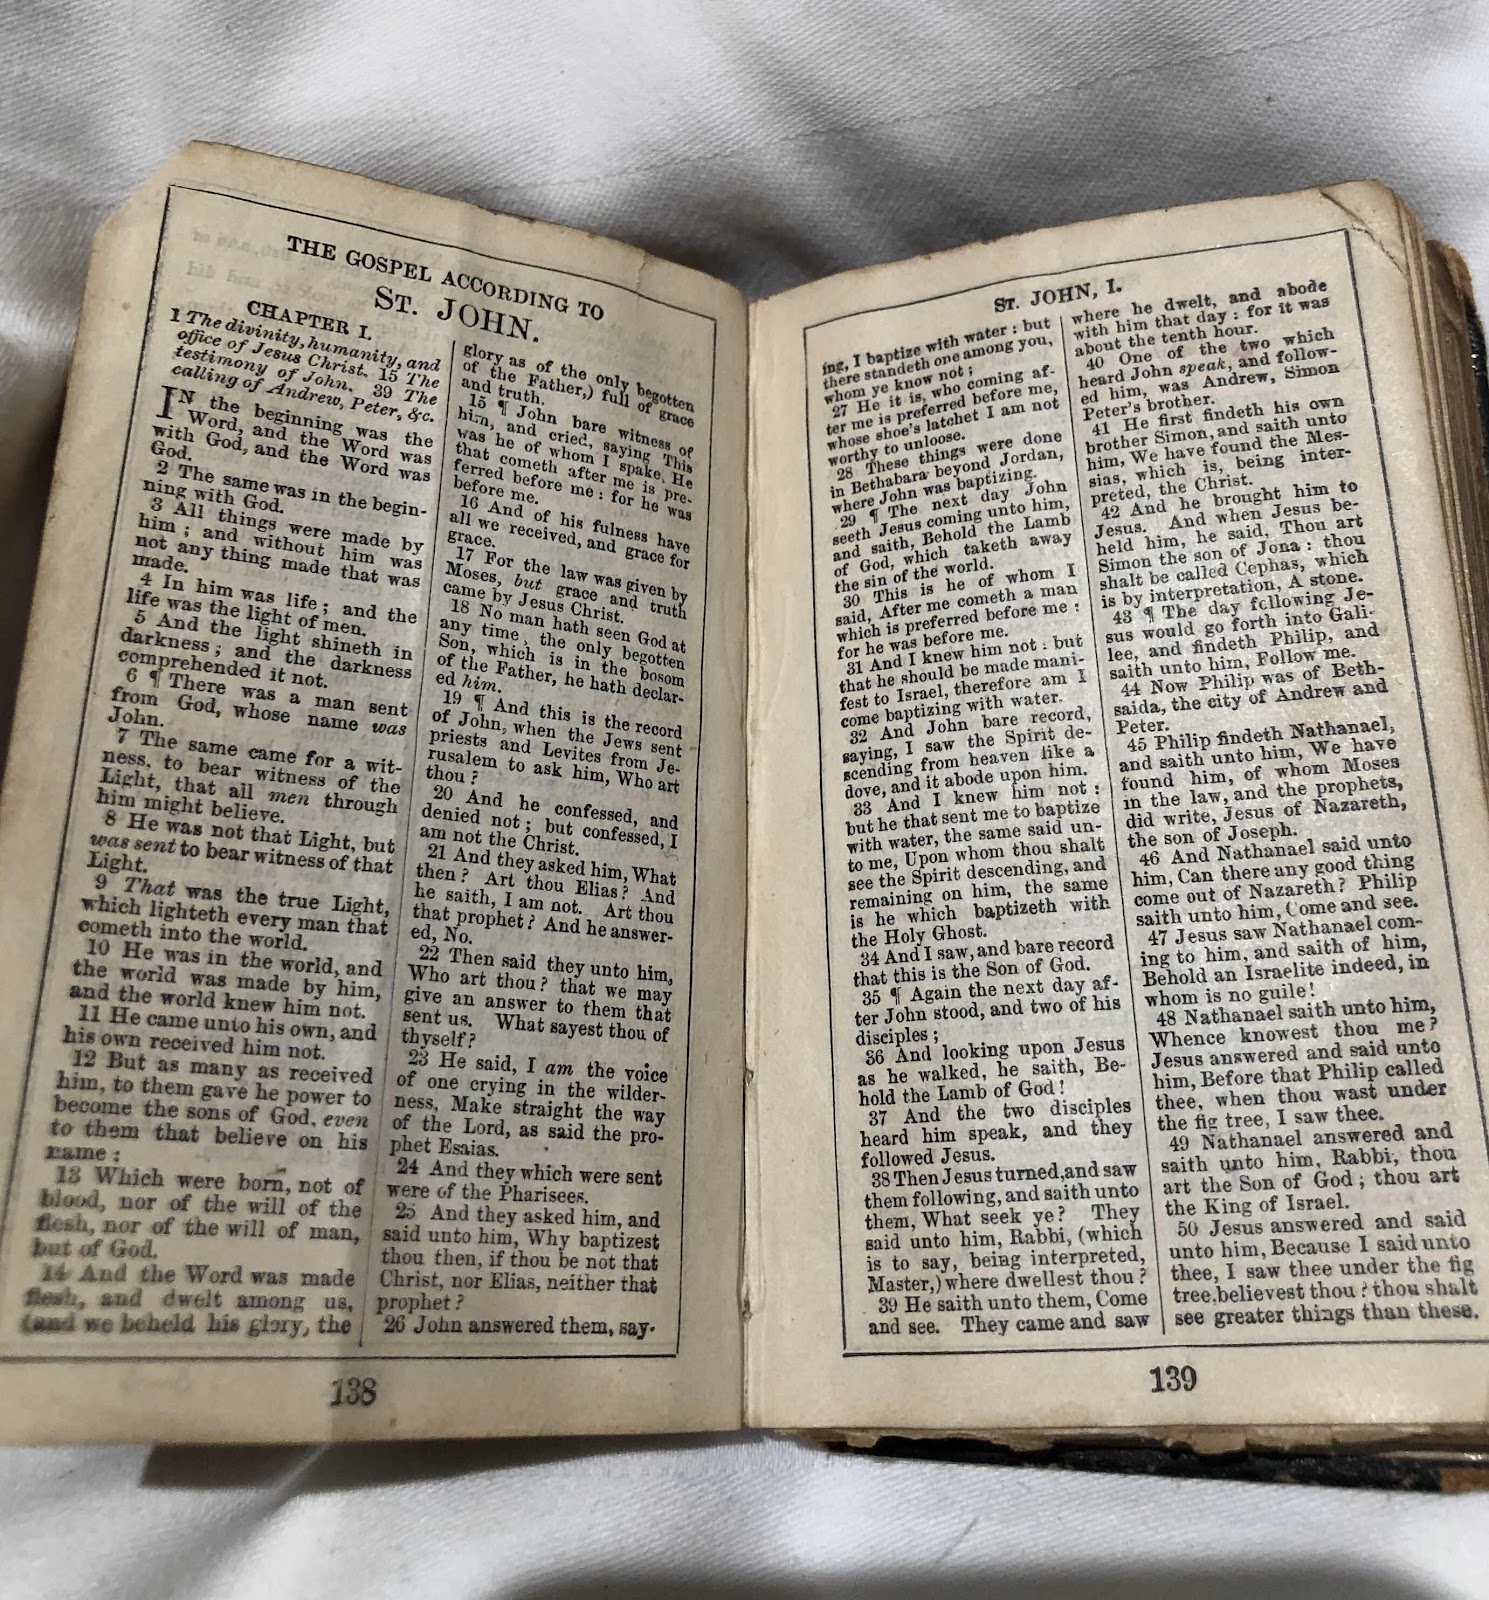 THE GOSPEL ACCORDING TO
ST. JOHN.
CHAPTER I.
1 The divinity, humanity, and
office of Jesus Christ. 15 The
testimony of John. 39 The
calling of Andrew, Peter, &c.
IN the beginning was the
Word, and the Word was
with God, and the Word was
God.
2 The same was in the begin-
ning with God.
3 All things were made by
him; and without him was
not any thing made that was
made.
4 In him was life; and the
life was the light of men.
5 And the light shineth in
darkness; and the darkness
comprehended it not.
6 ¶ There was a man sent
from God, whose name was
John.
7 The same came for a wit-
ness, to bear witness of the
Light, that all men through
him might believe.
8 He was not that Light, but
was sent to bear witness of that
Light.
9 That was the true Light,
which lighteth every man that
cometh into the world.
10 He was in the world, and
the world was made by him,
and the world knew him not.
11 He came unto his own, and
his own received him not.
12 But as many as received
him, to them gave he power to
become the sons of God, even
to them that believe on his
name:
13 Which were born, not of
blood, nor of the will of the
flesh, nor of the will of man,
but of God.
14 And the Word was made
flesh, and dwelt among us,
(and we beheld his glory, the
glory as of the only begotten
of the Father,) full of grace
and truth.
15 ¶ John bare witness of
him, and cried, saying This
was he of whom I spake, He
that cometh after me is pre-
ferred before me: for he was
before me.
16 And of his fulness have
all we received, and grace for
grace.
17 For the law was given by
Moses, but grace and truth
came by Jesus Christ.
18 No man hath seen God at
any time, the only begotten
Son, which is in the bosom
of the Father, he hath declar-
ed him.
19 ¶ And this is the record
of John, when the Jews sent
priests and Levites from Je-
rusalem to ask him, Who art
thou?
20 And he confessed, and
denied not; but confessed, I
am not the Christ.
21 And they asked him, What
then? Art thou Elias? And
he saith, I am not. Art thou
that prophet? And he answer-
ed, No.
22 Then said they unto him,
Who art thou? that we may
give an answer to them that
sent us. What sayest thou of
thyself?
23 He said, I am the voice
of one crying in the wilder-
ness, Make straight the way
of the Lord, as said the pro-
phet Esaias.
24 And they which were sent
were of the Pharisees.
25 And they asked him, and
said unto him, Why baptizest
thou then, if thou be not that
Christ, nor Elias, neither that
prophet?
26 John answered them, say-
138
ST. JOHN, I.
ing, I baptize with water: but
there standeth one among you,
whom ye know not;
27 He it is, who coming af-
ter me is preferred before me,
whose shoe's latchet I am not
worthy to unloose.
28 These things were done
in Bethabara beyond Jordan,
where John was baptizing.
29 ¶ The next day John
seeth Jesus coming unto him,
and saith, Behold the Lamb
of God, which taketh away
the sin of the world.
30 This is he of whom I
said, After me cometh a man
which is preferred before me:
for he was before me.
31 And I knew him not: but
that he should be made mani-
fest to Israel, therefore am I
come baptizing with water.
32 And John bare record,
saying, I saw the Spirit de-
scending from heaven like a
dove, and it abode upon him.
33 And I knew him not:
but he that sent me to baptize
with water, the same said un-
to me, Upon whom thou shalt
see the Spirit descending, and
remaining on him, the same
is he which baptizeth with
the Holy Ghost.
34 And I saw, and bare record
that this is the Son of God.
35 ¶ Again the next day af-
ter John stood, and two of his
disciples;
36 And looking upon Jesus
as he walked, he saith, Be-
hold the Lamb of God!
37 And the two disciples
heard him speak, and they
followed Jesus.
38 Then Jesus turned, and saw
them following, and saith unto
them, What seek ye? They
said unto him, Rabbi, (which
is to say, being interpreted,
Master,) where dwellest thou?
39 He saith unto them, Come
and see. They came and saw
where he dwelt, and abode
with him that day: for it was
about the tenth hour.
40 One of the two which
heard John speak, and follow-
ed him, was Andrew, Simon
Peter's brother.
41 He first findeth his own
brother Simon, and saith unto
him, We have found the Mes-
sias, which is, being inter-
preted, the Christ.
42 And he brought him to
Jesus. And when Jesus be-
held him, he said, Thou art
Simon the son of Jona: thou
shalt be called Cephas, which
is by interpretation, A stone.
43 ¶ The day following Je-
sus would go forth into Gali-
lee, and findeth Philip, and
saith unto him, Follow me.
44 Now Philip was of Beth-
saida, the city of Andrew and
Peter.
45 Philip findeth Nathanael,
and saith unto him, We have
found him, of whom Moses
in the law, and the prophets,
did write, Jesus of Nazareth,
the son of Joseph.
46 And Nathanael said unto
him, Can there any good thing
come out of Nazareth? Philip
saith unto him, Come and see.
47 Jesus saw Nathanael com-
ing to him, and saith of him,
Behold an Israelite indeed, in
whom is no guile!
48 Nathanael saith unto him,
Whence knowest thou me?
Jesus answered and said unto
him, Before that Philip called
thee, when thou wast under
the fig tree, I saw thee.
49 Nathanael answered and
saith unto him, Rabbi, thou
art the Son of God; thou art
the King of Israel.
50 Jesus answered and said
unto him, Because I said unto
thee, I saw thee under the fig
tree, believest thou? thou shalt
see greater things than these.
139